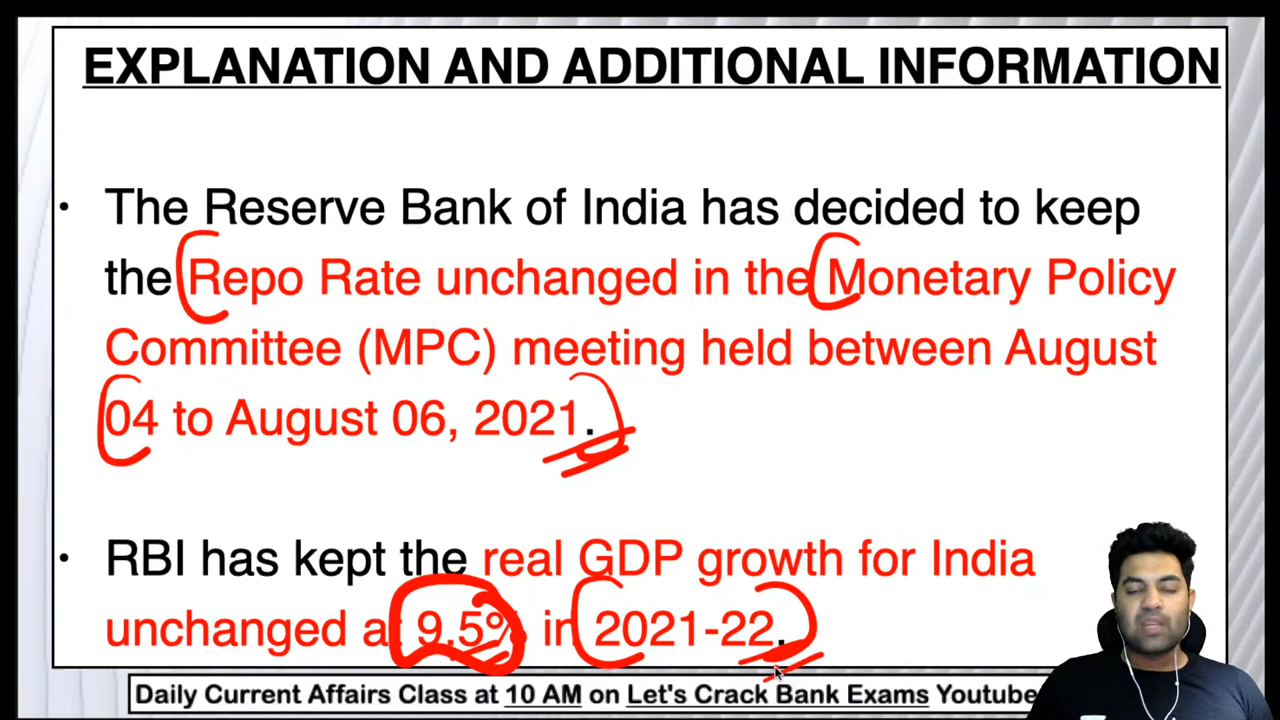 EXPLANATION AND ADDITIONAL INFORMATION
• The Reserve Bank of India has decided to keep
the Repo Rate unchanged in the Monetary Policy
Committee (MPC) meeting held between August
04 to August 06, 2021.
• RBI has kept the real GDP growth for India
unchanged at 9.5% in 2021-22.
Daily Current Affairs Class at 10 AM on Let's Crack Bank Exams Youtube